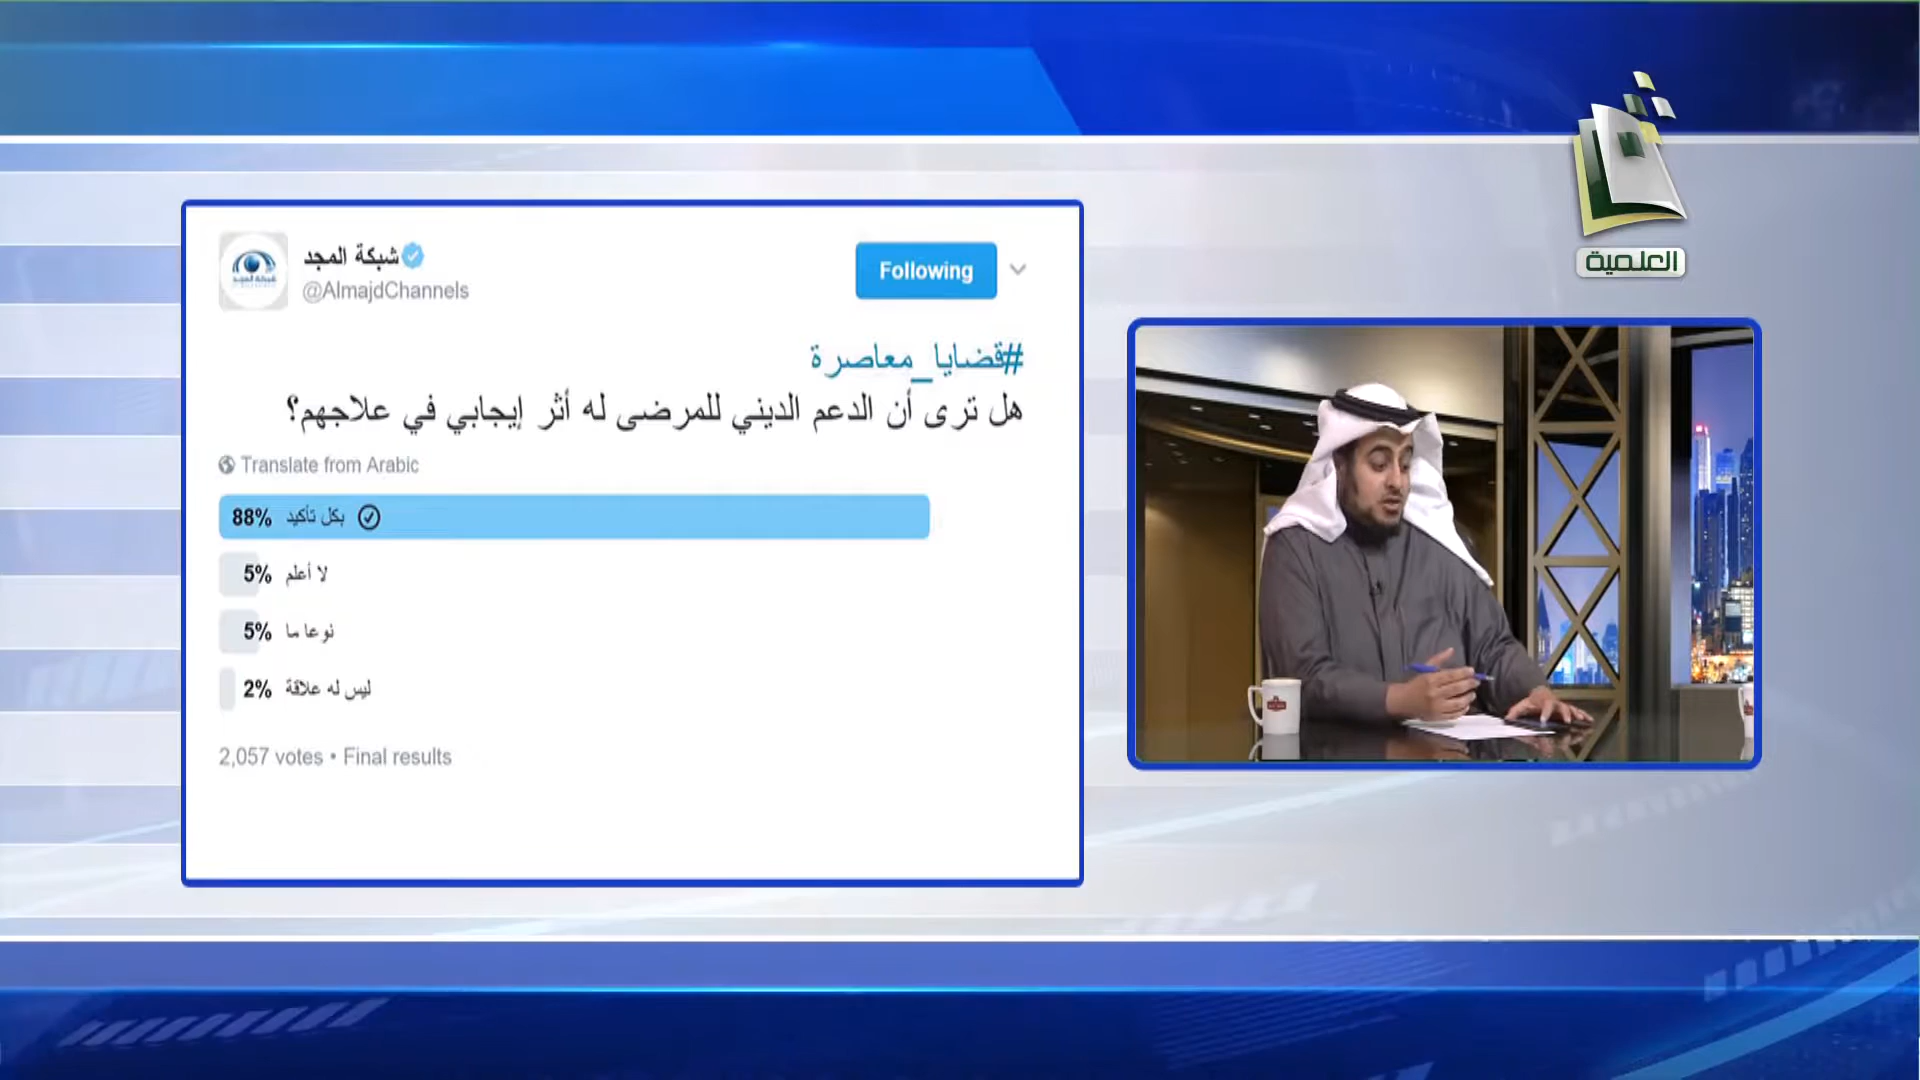 شبكة المجد
@AlmajdChannels
Following
#قضايا_معاصرة
هل ترى أن الدعم الديني للمرضى له أثر إيجابي في علاجهم؟
Translate from Arabic
88% بكل تأكيد
5% لا أعلم
5% نوعا ما
2% ليس له علاقة
2,057 votes • Final results
العلمية